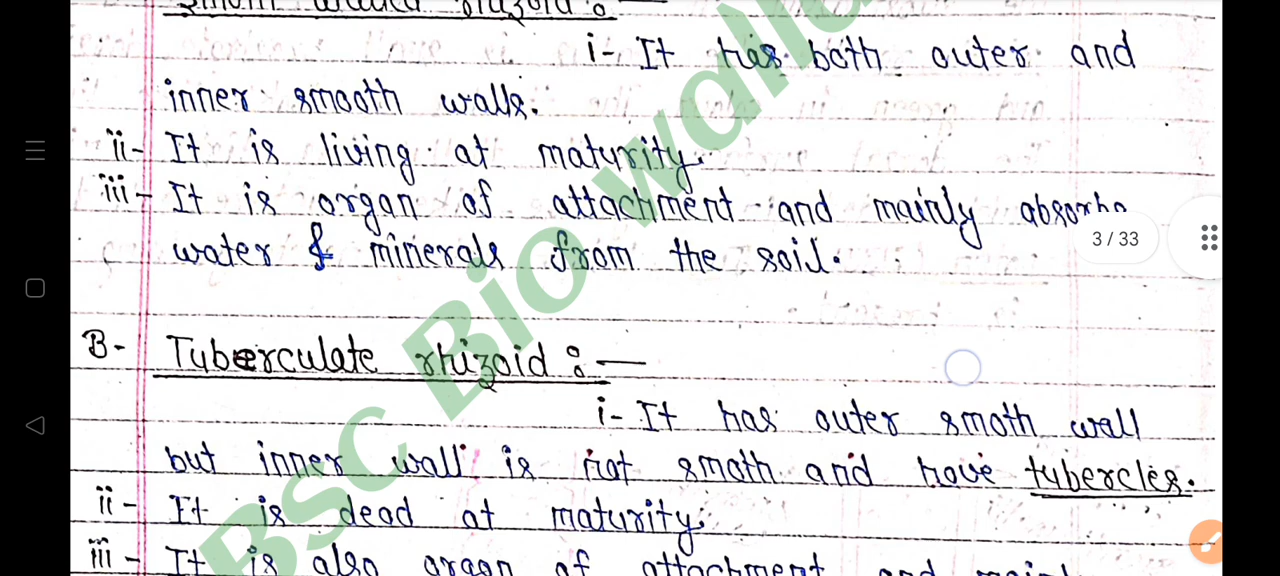 i- It has both outer and
inner smooth walls.
ii- It is living at maturity.
iii- It is organ of attachment and mainly absorbs
water & minerals from the soil.
3 / 33
B- Tuberculate rhizoid :—
i- It has outer smoth wall
but inner wall is not smoth and have tubercles.
ii- It is dead at maturity.
iii- It is also organ of attachment and
BSC Bio walla